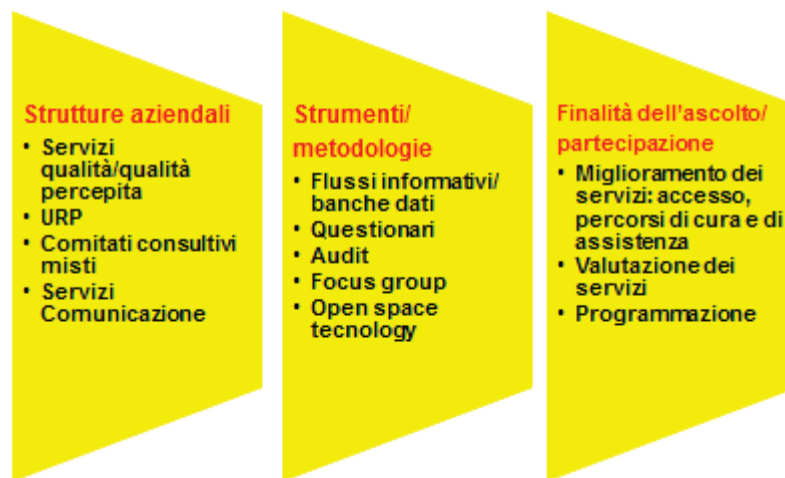 Strutture aziendali
• Servizi
qualità/qualità
percepita
• URP
• Comitati consultivi
misti
• Servizi
Comunicazione
Strumenti/
metodologie
• Flussi informativi/
banche dati
• Questionari
• Audit
• Focus group
• Open space
tecnology
Finalità dell'ascolto/
partecipazione
• Miglioramento dei
servizi: accesso,
percorsi di cura e di
assistenza
• Valutazione dei
servizi
• Programmazione